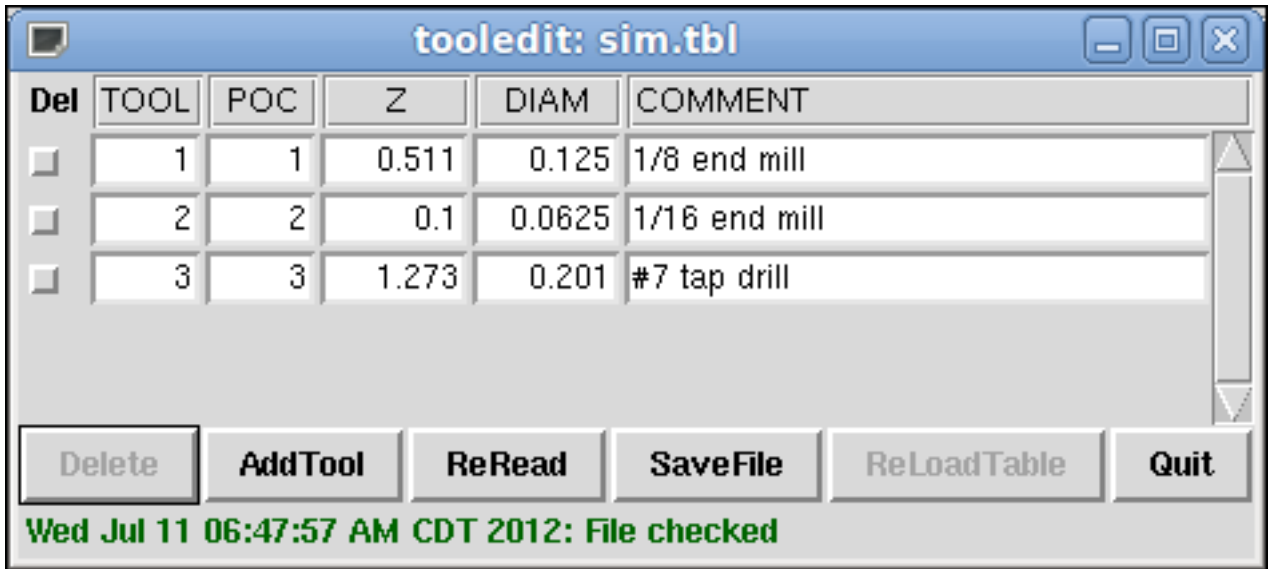 tooledit: sim.tbl
Del TOOL POC Z DIAM COMMENT
1 1 0.511 0.125 1/8 end mill
2 2 0.1 0.0625 1/16 end mill
3 3 1.273 0.201 #7 tap drill
Delete AddTool ReRead SaveFile ReLoadTable Quit
Wed Jul 11 06:47:57 AM CDT 2012: File checked